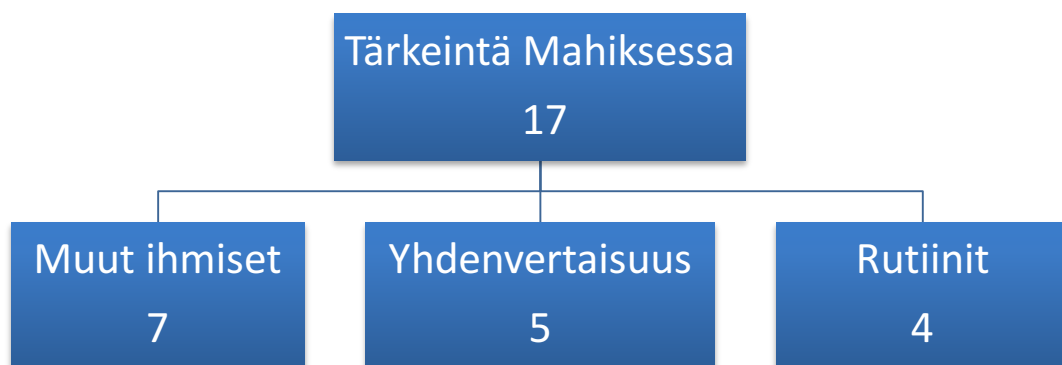 Tärkeintä Mahiksessa
17
Muut ihmiset
7
Yhdenvertaisuus
5
Rutiinit
4